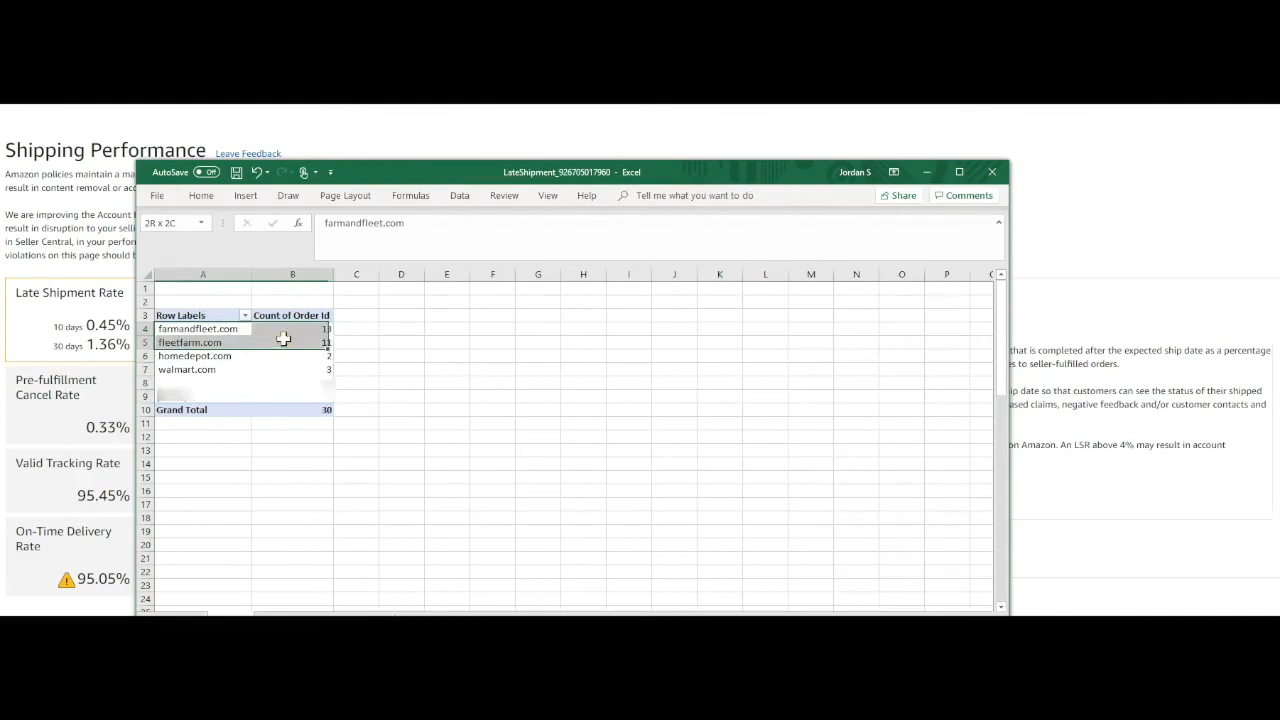 Shipping Performance Leave Feedback
Amazon policies maintain a ma
result in content removal or acc
We are improving the Account H
result in disruption to your selli
in Seller Central, in your perform
violations on this page should b
Late Shipment Rate
10 days 0.45%
30 days 1.36%
Pre-fulfillment
Cancel Rate
0.33%
Valid Tracking Rate
95.45%
On-Time Delivery
Rate
95.05%
AutoSave Off
LateShipment_926705017960 - Excel
Jordan S
File Home Insert Draw Page Layout Formulas Data Review View Help Tell me what you want to do Share Comments
2R x 2C fx farmandfleet.com
A B C D E F G H I J K L M N O P
1
2
3 Row Labels Count of Order Id
4 farmandfleet.com
5 fleetfarm.com 11
6 homedepot.com 2
7 walmart.com 3
8
9
10 Grand Total 30
11
12
13
14
15
16
17
18
19
20
21
22
23
24
that is completed after the expected ship date as a percentage
es to seller-fulfilled orders.
ip date so that customers can see the status of their shipped
ased claims, negative feedback and/or customer contacts and
on Amazon. An LSR above 4% may result in account